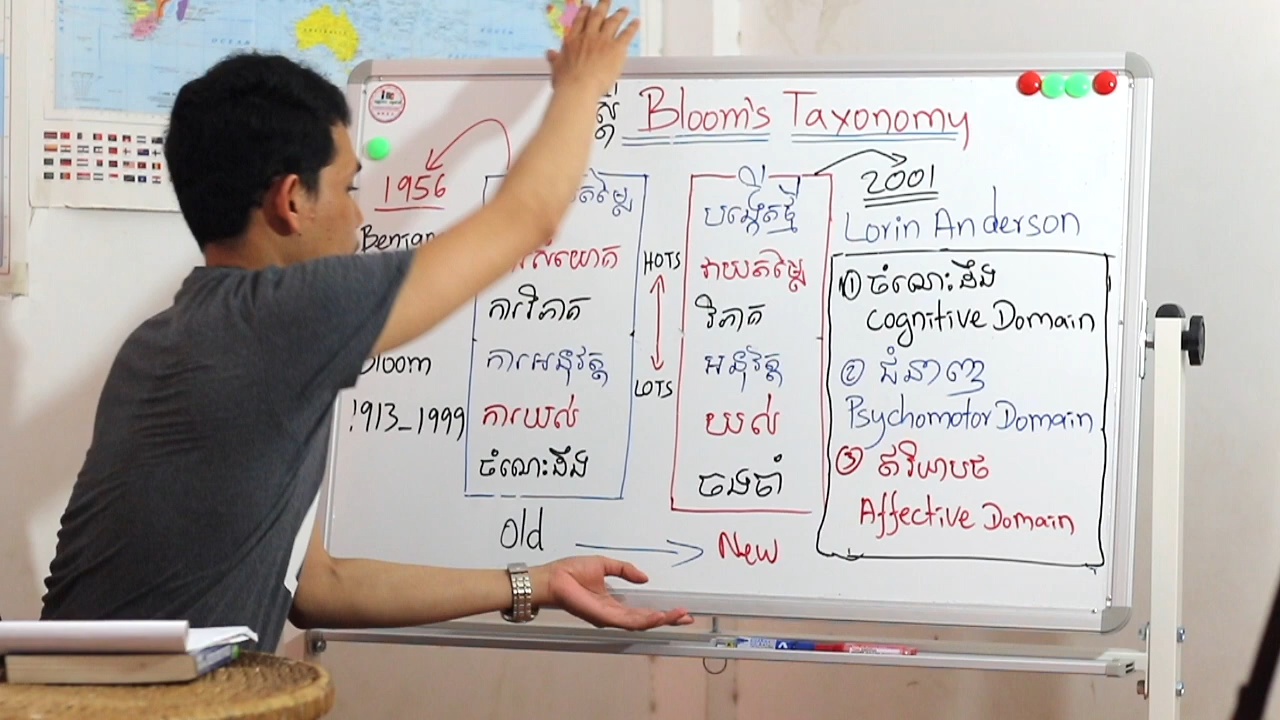 Bloom's Taxonomy
1956
Bloom
1913_1999
ការវិភាគ
ការអនុវត្ត
ការយល់
ចំណេះដឹង
Old
HOTS
LOTS
បង្កើតថ្មី
វាយតម្លៃ
វិភាគ
អនុវត្ត
យល់
ចងចាំ
New
2001
Lorin Anderson
① ចំណេះដឹង
Cognitive Domain
② ជំនាញ
Psychomotor Domain
③ ឥរិយាបថ
Affective Domain